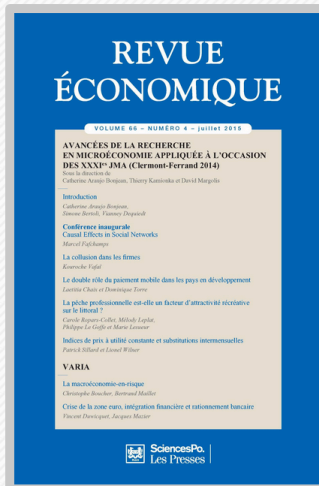 REVUE
ÉCONOMIQUE
VOLUME 66 – NUMÉRO 4 – juillet 2015
AVANCÉES DE LA RECHERCHE
EN MICROÉCONOMIE APPLIQUÉE À L'OCCASION
DES XXXIes JMA (Clermont-Ferrand 2014)
Sous la direction de
Catherine Araujo Bonjean, Thierry Kamionka et David Margolis
Introduction
Catherine Araujo Bonjean,
Simone Bertoli, Vianney Dequiedt
Conférence inaugurale
Causal Effects in Social Networks
Marcel Fafchamps
La collusion dans les firmes
Kouroche Vafaï
Le double rôle du paiement mobile dans les pays en développement
Laetitia Chaix et Dominique Torre
La pêche professionnelle est-elle un facteur d'attractivité récréative
sur le littoral ?
Carole Ropars-Collet, Mélody Leplat,
Philippe Le Goffe et Marie Lesueur
Indices de prix à utilité constante et substitutions intermensuelles
Patrick Sillard et Lionel Wilner
VARIA
La macroéconomie-en-risque
Christophe Boucher, Bertrand Maillet
Crise de la zone euro, intégration financière et rationnement bancaire
Vincent Duwicquet, Jacques Mazier
SciencesPo.
Les Presses